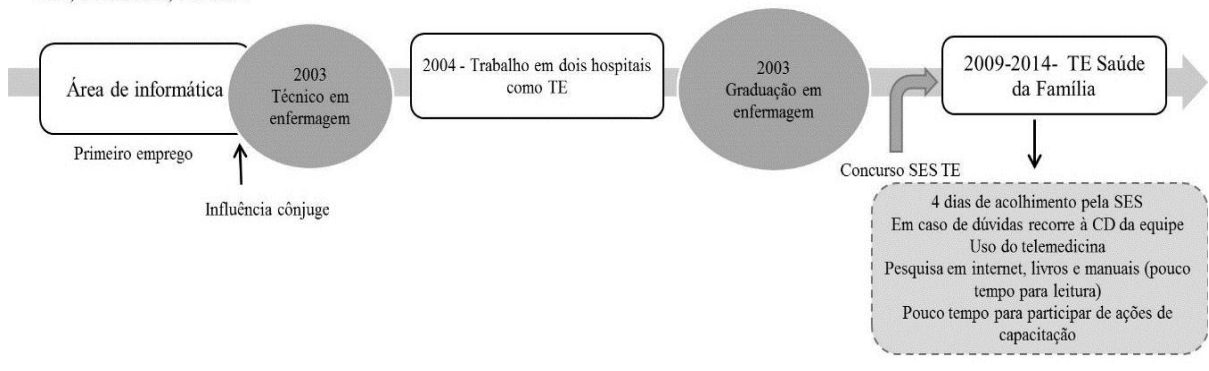 Área de informática
Primeiro emprego
2003
Técnico em
enfermagem
Influência cônjuge
2004 - Trabalho em dois hospitais
como TE
2003
Graduação em
enfermagem
Concurso SES TE
2009-2014- TE Saúde
da Família
4 dias de acolhimento pela SES
Em caso de dúvidas recorre à CD da equipe
Uso do telemedicina
Pesquisa em internet, livros e manuais (pouco
tempo para leitura)
Pouco tempo para participar de ações de
capacitação